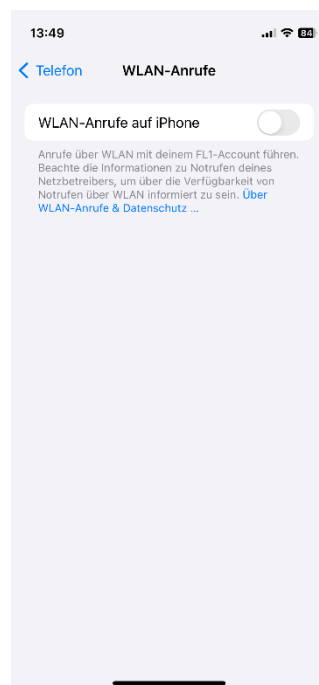 13:49
84
Telefon
WLAN-Anrufe
WLAN-Anrufe auf iPhone
Anrufe über WLAN mit deinem FL1-Account führen.
Beachte die Informationen zu Notrufen deines
Netzbetreibers, um über die Verfügbarkeit von
Notrufen über WLAN informiert zu sein. Über
WLAN-Anrufe & Datenschutz ...